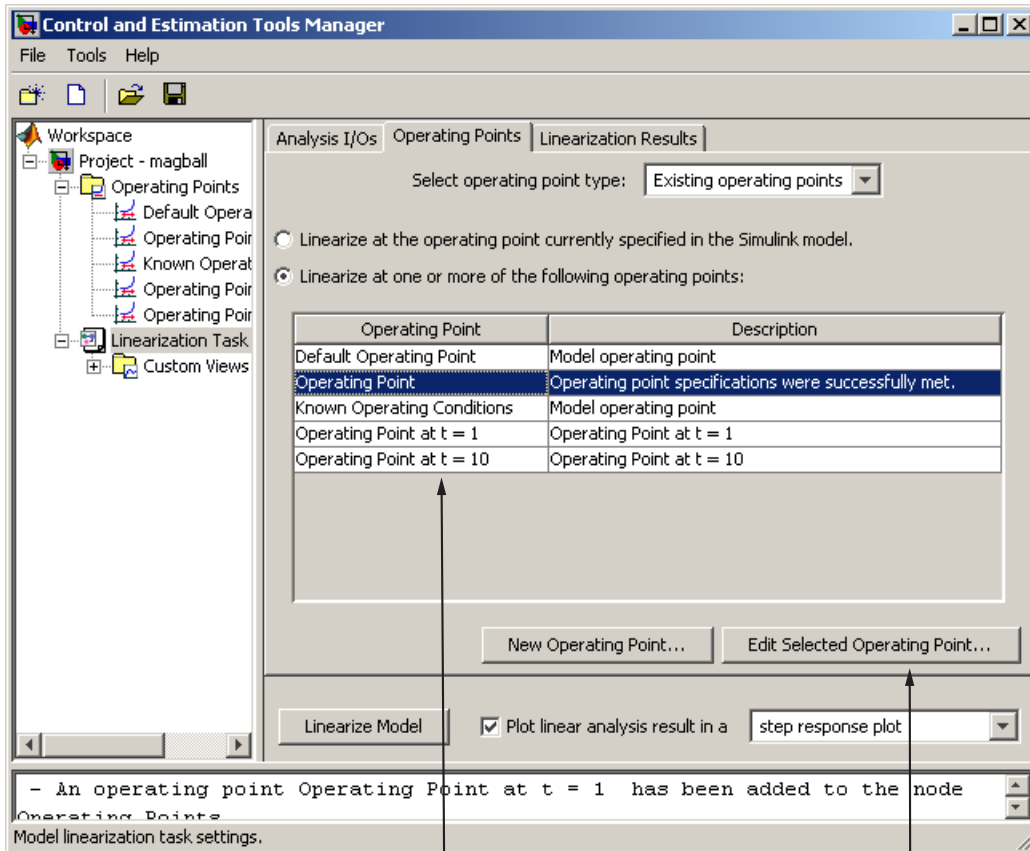 Control and Estimation Tools Manager
File Tools Help
Workspace
Project - magball
Operating Points
Default Opera
Operating Poir
Known Operat
Operating Poir
Operating Poir
Linearization Task
Custom Views
Analysis I/Os Operating Points Linearization Results
Select operating point type: Existing operating points
Linearize at the operating point currently specified in the Simulink model.
Linearize at one or more of the following operating points:
Operating Point Description
Default Operating Point Model operating point
Operating Point Operating point specifications were successfully met.
Known Operating Conditions Model operating point
Operating Point at t = 1 Operating Point at t = 1
Operating Point at t = 10 Operating Point at t = 10
New Operating Point... Edit Selected Operating Point...
Linearize Model Plot linear analysis result in a step response plot
- An operating point Operating Point at t = 1 has been added to the node
Operating Points
Model linearization task settings.